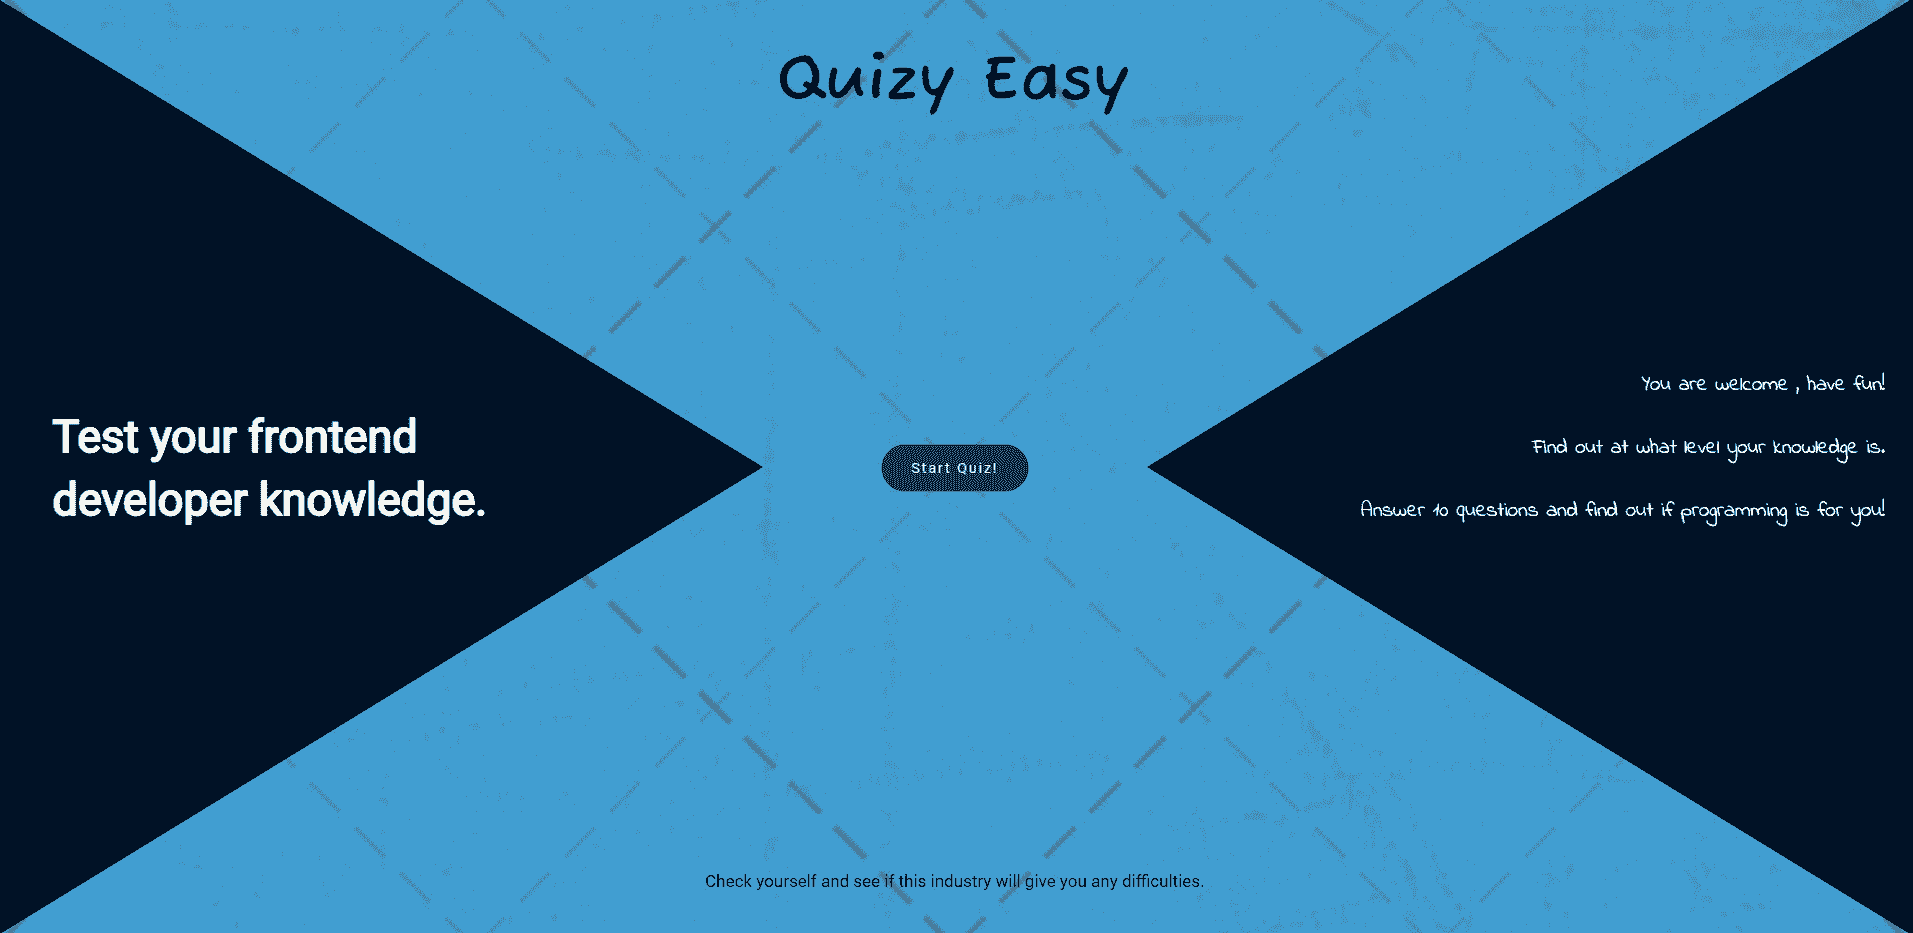 Quizy Easy
Test your frontend
developer knowledge.
Start Quiz!
You are welcome , have fun!
Find out at what level your knowledge is.
Answer 10 questions and find out if programming is for you!
Check yourself and see if this industry will give you any difficulties.